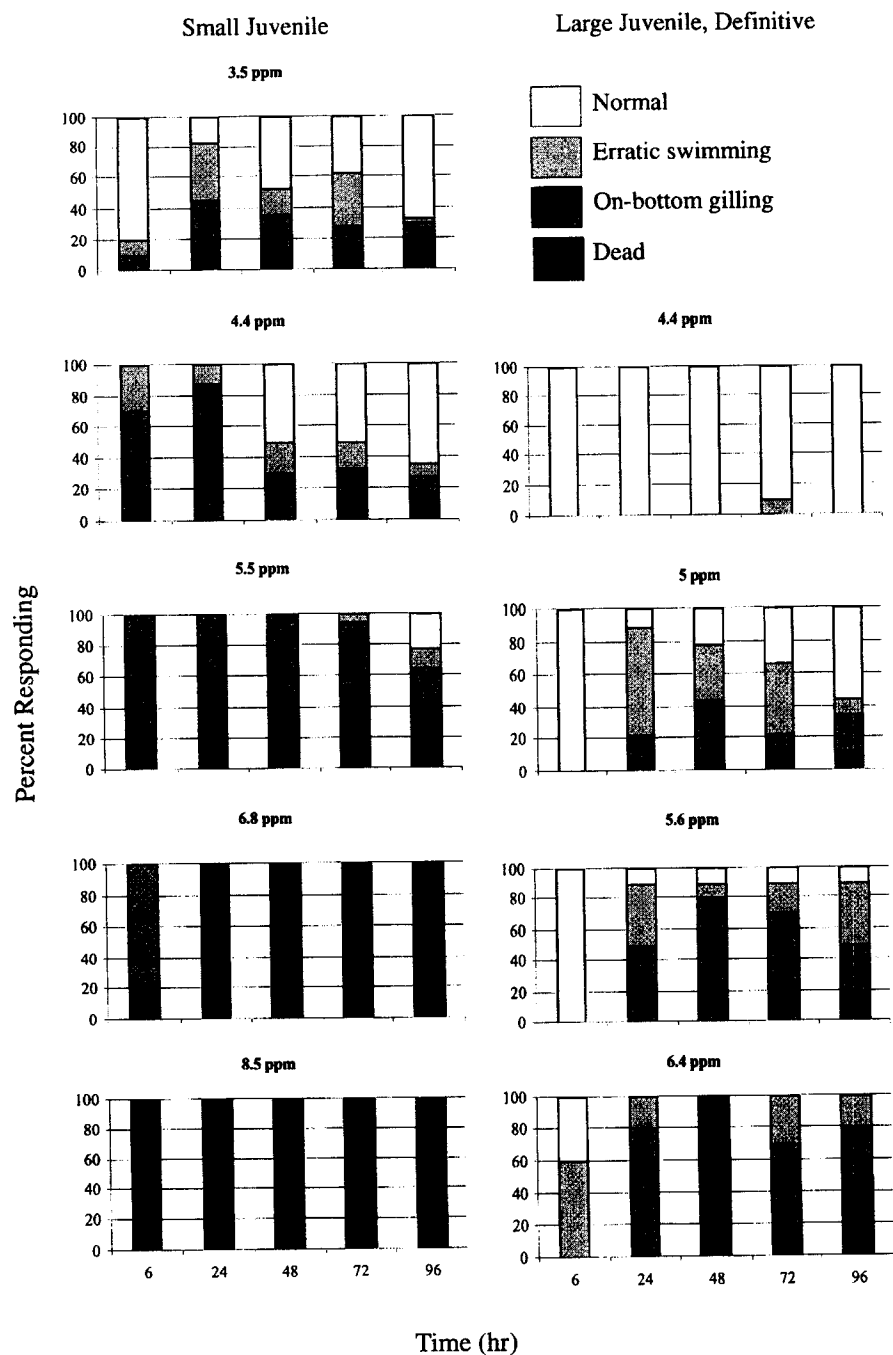 Small Juvenile
Large Juvenile, Definitive
3.5 ppm
100
80
60
40
20
0
Normal
Erratic swimming
On-bottom gilling
Dead
4.4 ppm
100
80
60
40
20
0
4.4 ppm
100
80
60
40
20
0
Percent Responding
5.5 ppm
100
80
60
40
20
0
5 ppm
100
80
60
40
20
0
6.8 ppm
100
80
60
40
20
0
5.6 ppm
100
80
60
40
20
0
8.5 ppm
100
80
60
40
20
0
6 24 48 72 96
6.4 ppm
100
80
60
40
20
0
6 24 48 72 96
Time (hr)